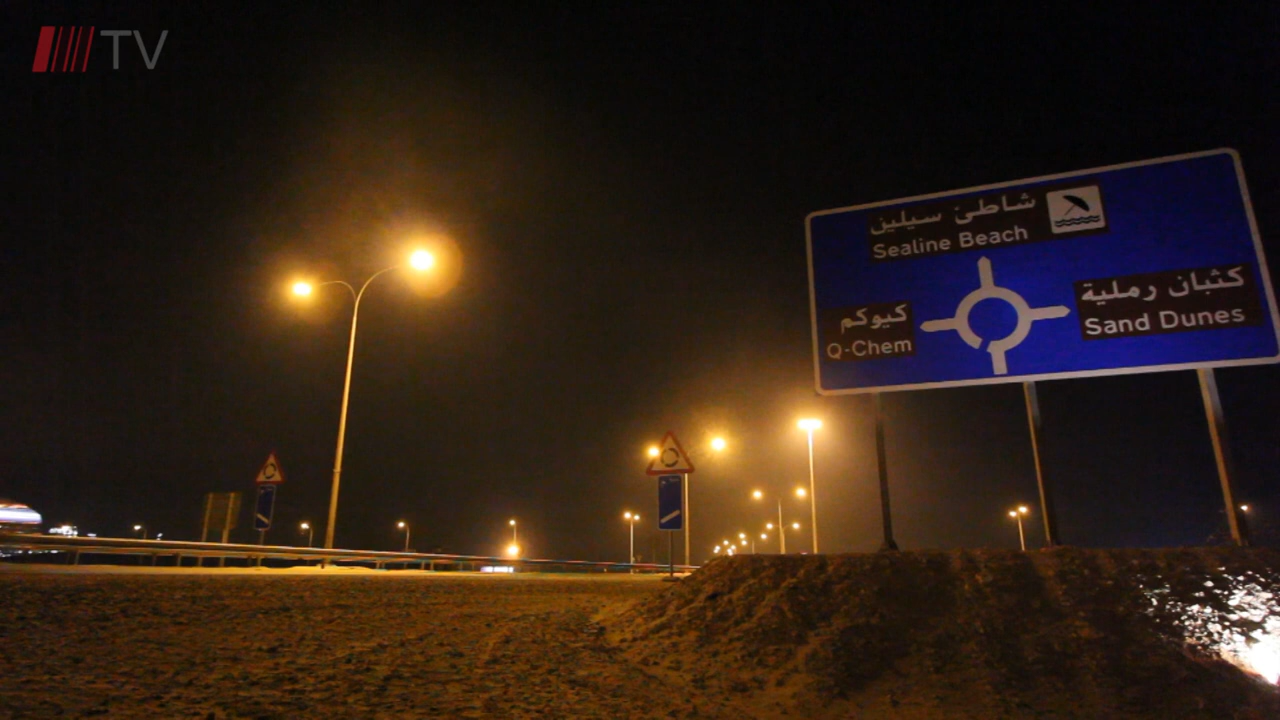 TV
شاطئ سيلين
Sealine Beach
كيوكم
Q-Chem
كثبان رملية
Sand Dunes